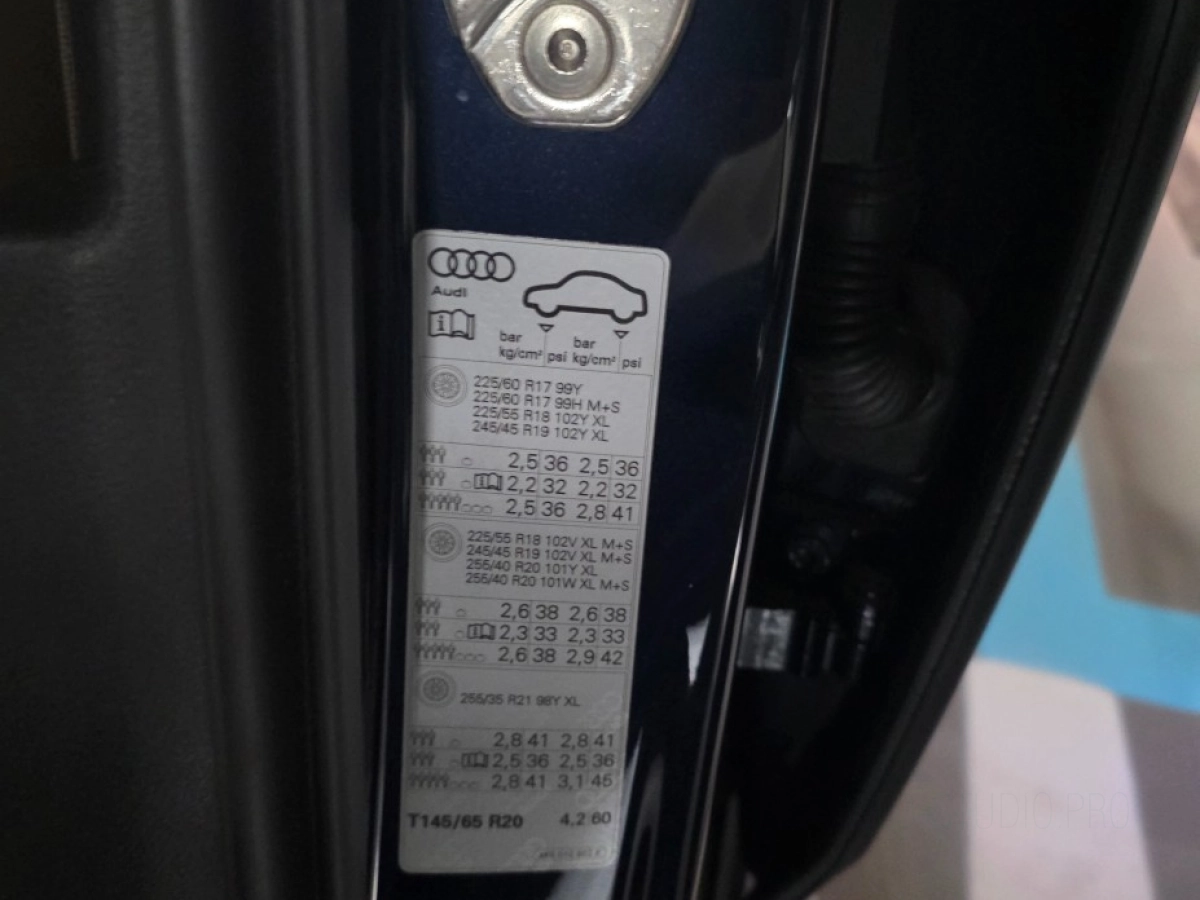 Audi
i
bar bar
kg/cm² psi kg/cm² psi
225/60 R17 99Y
225/60 R17 99H M+S
225/55 R18 102Y XL
245/45 R19 102Y XL
2,5 36 2,5 36
i 2,2 32 2,2 32
2,5 36 2,8 41
225/55 R18 102V XL M+S
245/45 R19 102V XL M+S
255/40 R20 101Y XL
255/40 R20 101W XL M+S
2,6 38 2,6 38
i 2,3 33 2,3 33
2,6 38 2,9 42
255/35 R21 98Y XL
2,8 41 2,8 41
i 2,5 36 2,5 36
2,8 41 3,1 45
T145/65 R20 4.2 60